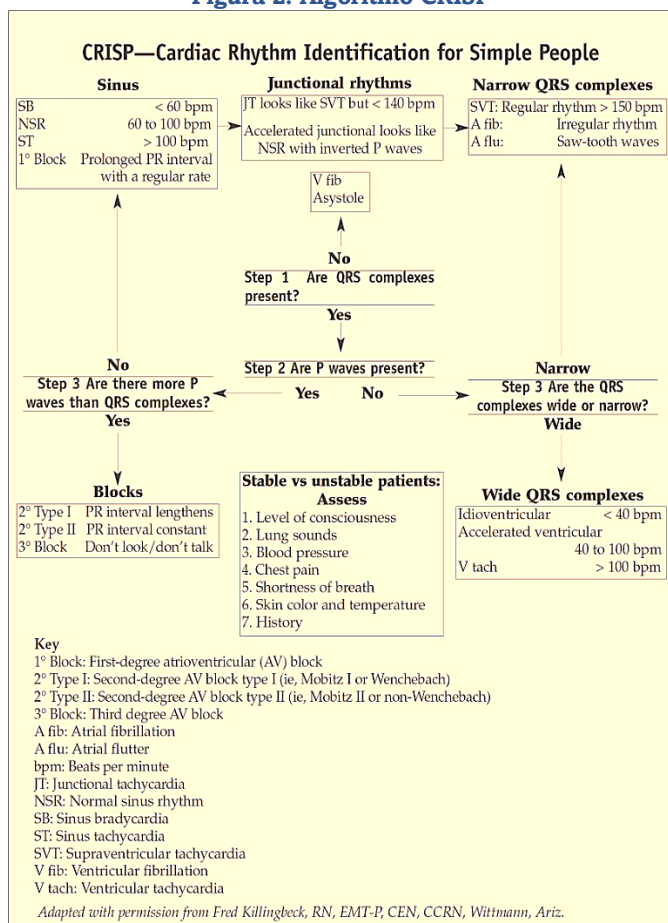 Figura 2. Algoritmo CRISP
CRISP—Cardiac Rhythm Identification for Simple People
Sinus
SB < 60 bpm
NSR 60 to 100 bpm
ST > 100 bpm
1° Block Prolonged PR interval
with a regular rate
Junctional rhythms
JT looks like SVT but < 140 bpm
Accelerated junctional looks like
NSR with inverted P waves
Narrow QRS complexes
SVT: Regular rhythm > 150 bpm
A fib: Irregular rhythm
A flu: Saw-tooth waves
V fib
Asystole
No
Step 1 Are QRS complexes
present?
Yes
Step 2 Are P waves present?
Yes No
No
Step 3 Are there more P
waves than QRS complexes?
Yes
Narrow
Step 3 Are the QRS
complexes wide or narrow?
Wide
Blocks
2° Type I PR interval lengthens
2° Type II PR interval constant
3° Block Don't look/don't talk
Stable vs unstable patients:
Assess
1. Level of consciousness
2. Lung sounds
3. Blood pressure
4. Chest pain
5. Shortness of breath
6. Skin color and temperature
7. History
Wide QRS complexes
Idioventricular < 40 bpm
Accelerated ventricular
40 to 100 bpm
V tach > 100 bpm
Key
1° Block: First-degree atrioventricular (AV) block
2° Type I: Second-degree AV block type I (ie, Mobitz I or Wenchebach)
2° Type II: Second-degree AV block type II (ie, Mobitz II or non-Wenchebach)
3° Block: Third degree AV block
A fib: Atrial fibrillation
A flu: Atrial flutter
bpm: Beats per minute
JT: Junctional tachycardia
NSR: Normal sinus rhythm
SB: Sinus bradycardia
ST: Sinus tachycardia
SVT: Supraventricular tachycardia
V fib: Ventricular fibrillation
V tach: Ventricular tachycardia
Adapted with permission from Fred Killingbeck, RN, EMT-P, CEN, CCRN, Wittmann, Ariz.